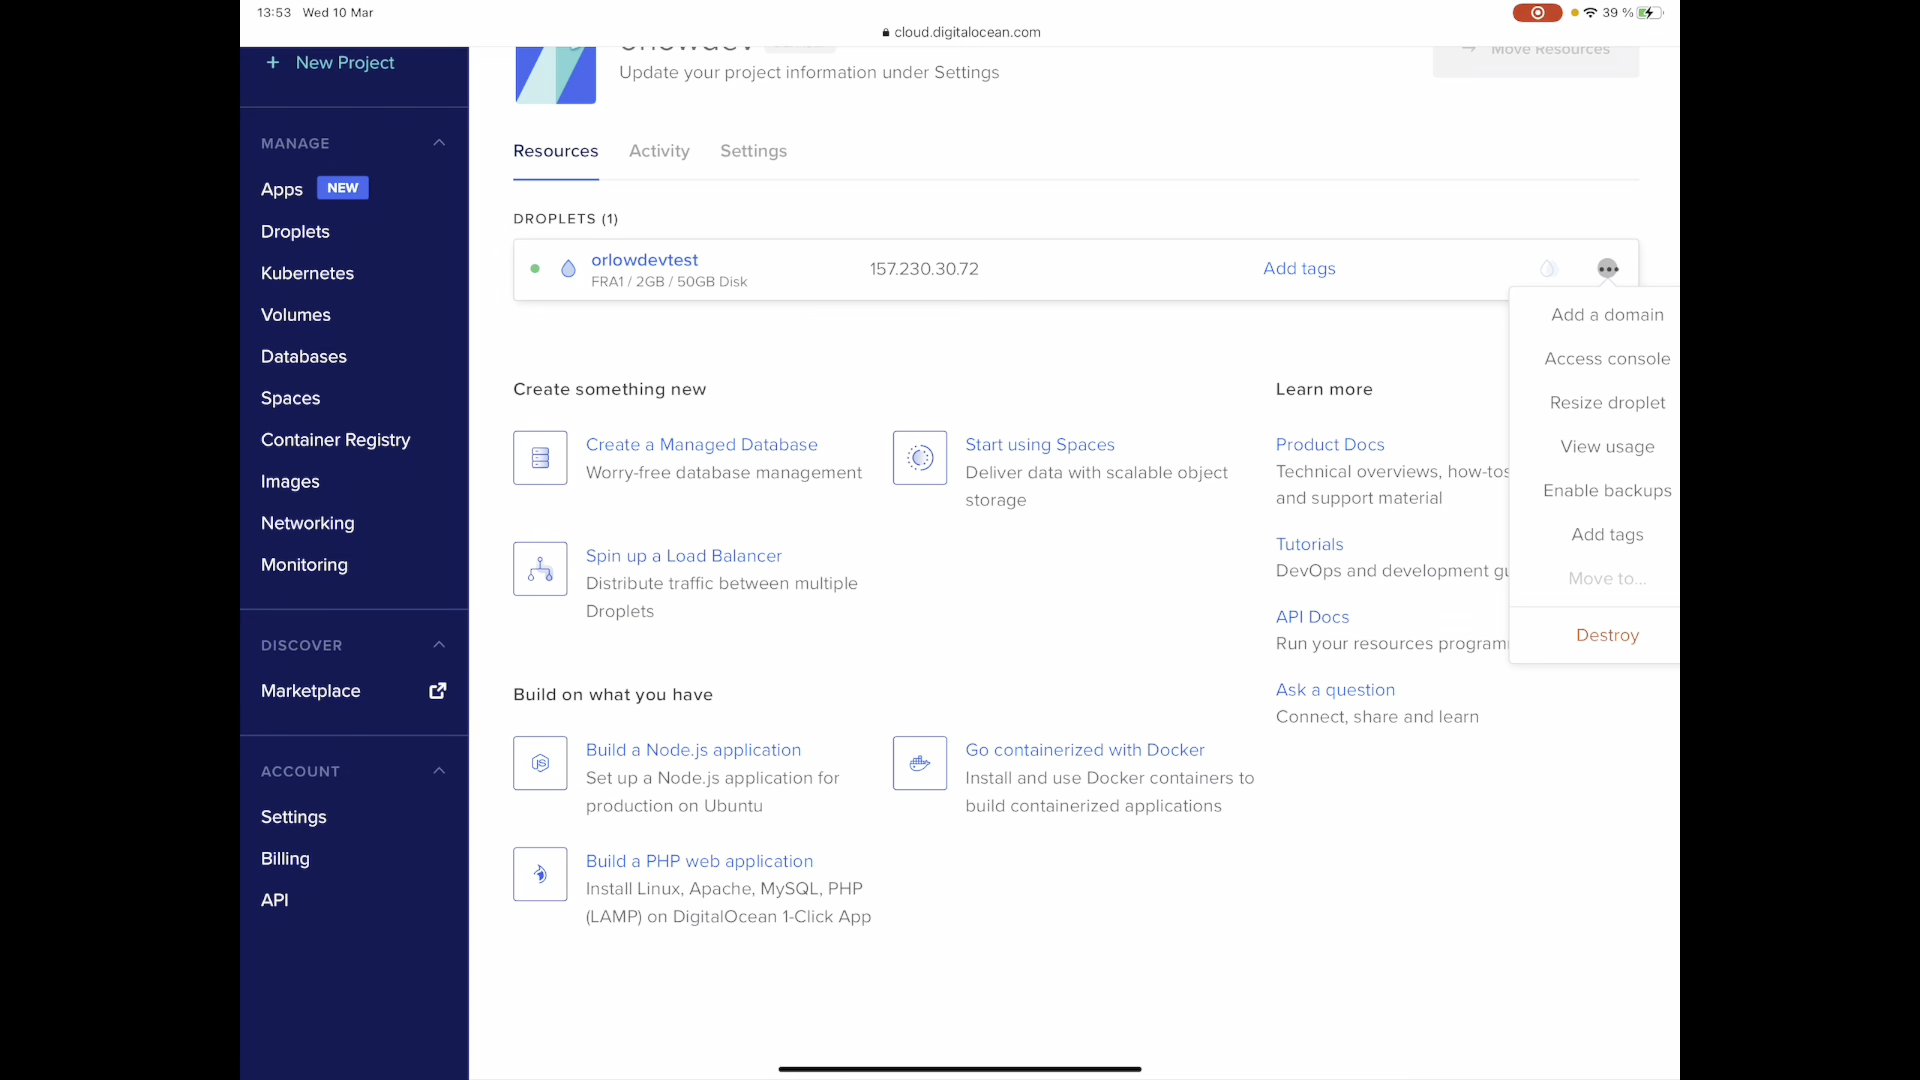 13:53 Wed 10 Mar
39 %
cloud.digitalocean.com
+ New Project
MANAGE
Apps NEW
Droplets
Kubernetes
Volumes
Databases
Spaces
Container Registry
Images
Networking
Monitoring
DISCOVER
Marketplace
ACCOUNT
Settings
Billing
API
orlowdev
Update your project information under Settings
→ Move Resources
Resources Activity Settings
DROPLETS (1)
orlowdevtest
FRA1 / 2GB / 50GB Disk
157.230.30.72
Add tags
Add a domain
Access console
Resize droplet
View usage
Enable backups
Add tags
Move to...
Destroy
Create something new
Create a Managed Database
Worry-free database management
Start using Spaces
Deliver data with scalable object
storage
Spin up a Load Balancer
Distribute traffic between multiple
Droplets
Learn more
Product Docs
Technical overviews, how-tos
and support material
Tutorials
DevOps and development gu
API Docs
Run your resources program
Ask a question
Connect, share and learn
Build on what you have
Build a Node.js application
Set up a Node.js application for
production on Ubuntu
Go containerized with Docker
Install and use Docker containers to
build containerized applications
Build a PHP web application
Install Linux, Apache, MySQL, PHP
(LAMP) on DigitalOcean 1-Click App